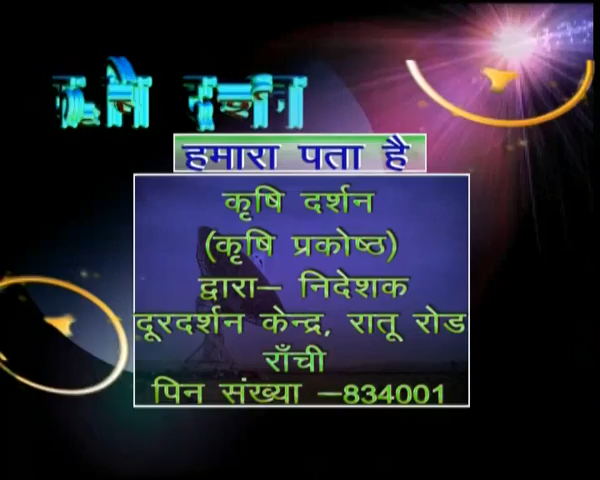 हमारा पता है
कृषि दर्शन
(कृषि प्रकोष्ठ)
द्वारा– निदेशक
दूरदर्शन केन्द्र, रातू रोड
राँची
पिन संख्या –834001